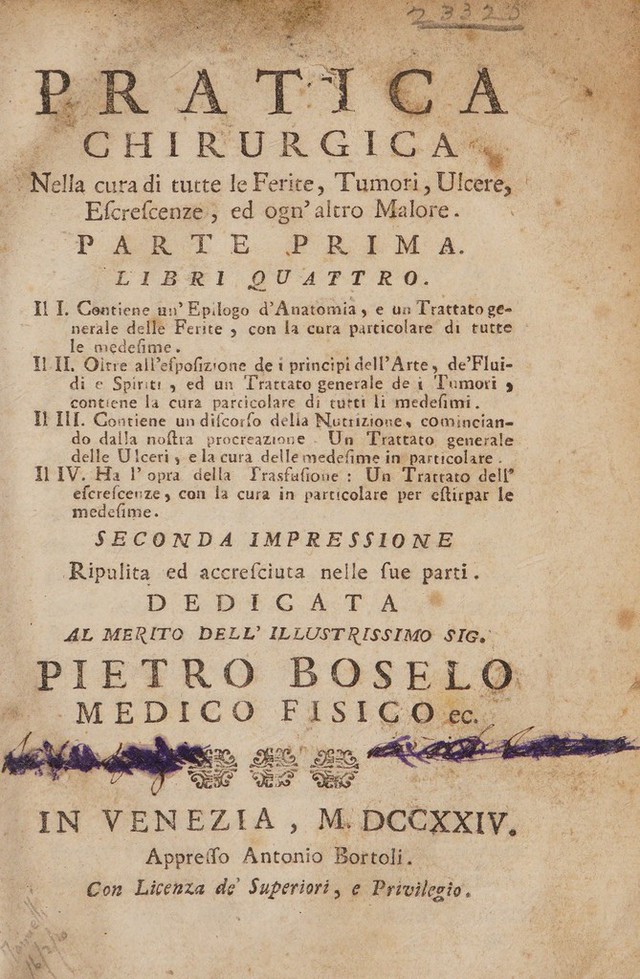 23320
PRATICA
CHIRURGICA
Nella cura di tutte le Ferite, Tumori, Ulcere,
Eſcreſcenze, ed ogn' altro Malore.
PARTE PRIMA.
LIBRI QUATTRO.
Il I. Contiene un' Epilogo d'Anatomia, e un Trattato ge-
nerale delle Ferite, con la cura particolare di tutte
le medeſime.
Il II. Oltre all'eſpoſizione de i principi dell'Arte, de'Flui-
di e Spiriti, ed un Trattato generale de i Tumori,
contiene la cura particolare di tutti li medeſimi.
Il III. Contiene un diſcorſo della Nutrizione, comincian-
do dalla noſtra procreazione. Un Trattato generale
delle Ulceri, e la cura delle medeſime in particolare.
Il IV. Ha l' opra della Trasfuſione: Un Trattato dell'
eſcreſcenze, con la cura in particolare per eſtirpar le
medeſime.
SECONDA IMPRESSIONE
Ripulita ed accreſciuta nelle ſue parti.
DEDICATA
AL MERITO DELL' ILLUSTRISSIMO SIG.
PIETRO BOSELO
MEDICO FISICO ec.
IN VENEZIA, M. DCCXXIV.
Appreſſo Antonio Bortoli.
Con Licenza de' Superiori, e Privilegio.